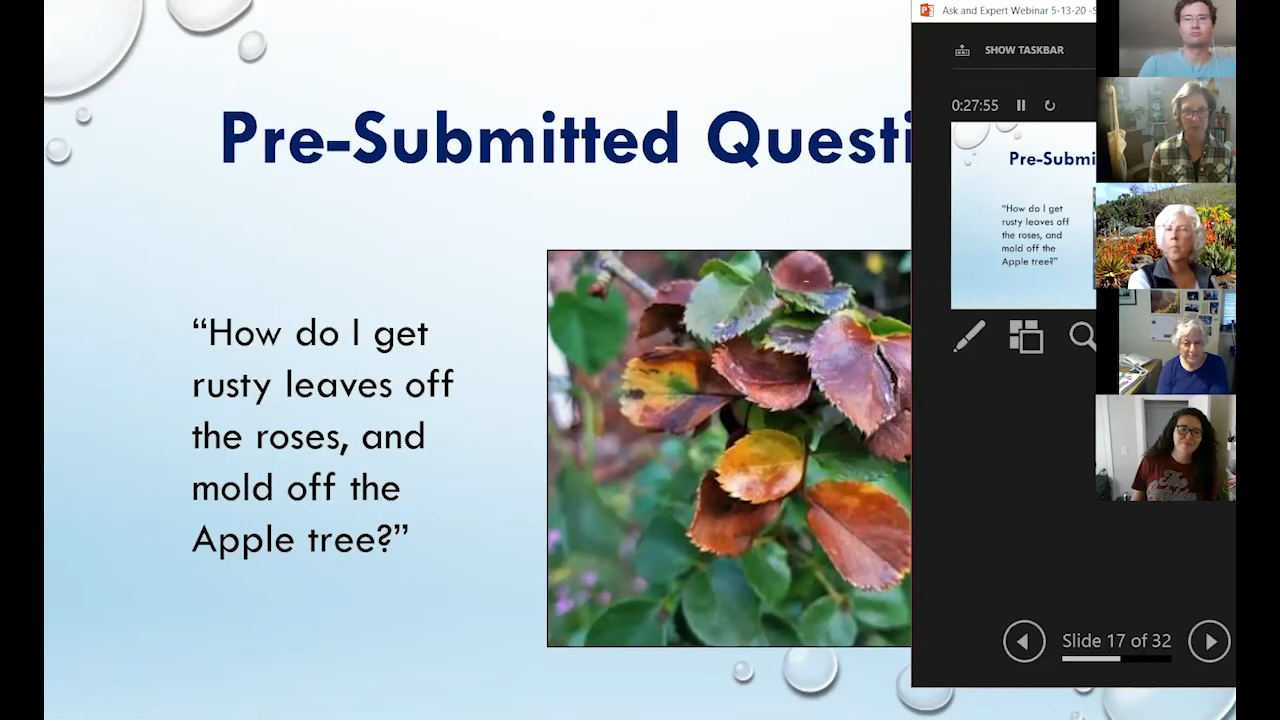 Pre-Submitted Questi
“How do I get
rusty leaves off
the roses, and
mold off the
Apple tree?”
Ask and Expert Webinar 5-13-20 -S
SHOW TASKBAR
0:27:55
Pre-Submi
“How do I get
rusty leaves off
the roses, and
mold off the
Apple tree?”
Slide 17 of 32